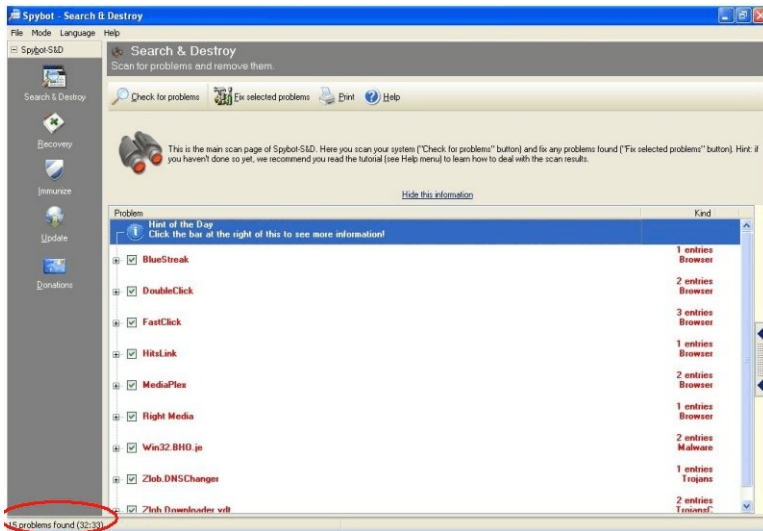 Spybot - Search & Destroy
File Mode Language Help
Spybot-S&D
Search & Destroy
Recovery
Immunize
Update
Donations
Search & Destroy
Scan for problems and remove them.
Check for problems Fix selected problems Print Help
This is the main scan page of Spybot-S&D. Here you scan your system ("Check for problems" button) and fix any problems found ("Fix selected problems" button). Hint: if
you haven't done so yet, we recommend you read the tutorial (see Help menu) to learn how to deal with the scan results.
Hide this information
Problem Kind
Hint of the Day
Click the bar at the right of this to see more information!
BlueStreak 1 entries Browser
DoubleClick 2 entries Browser
FastClick 3 entries Browser
HitsLink 1 entries Browser
MediaPlex 2 entries Browser
Right Media 1 entries Browser
Win32.BHO.je 2 entries Malware
Zlob.DNSChanger 1 entries Trojans
Zlob.Downloader.vdt 2 entries TrojansC
15 problems found (32:33)